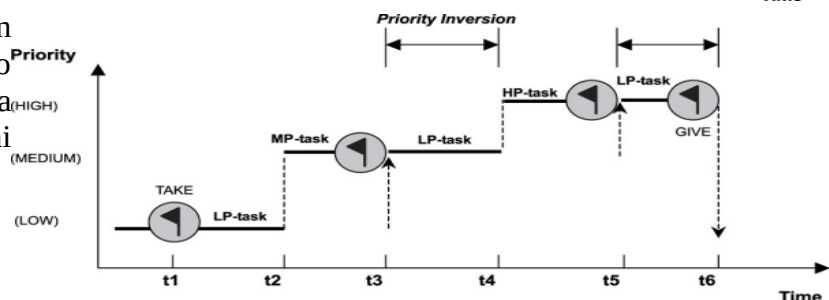 Priority Inversion
n
Priority
o
HP-task
LP-task
a
(HIGH)
MP-task
LP-task
GIVE
ni
(MEDIUM)
TAKE
LP-task
(LOW)
t1 t2 t3 t4 t5 t6
Time